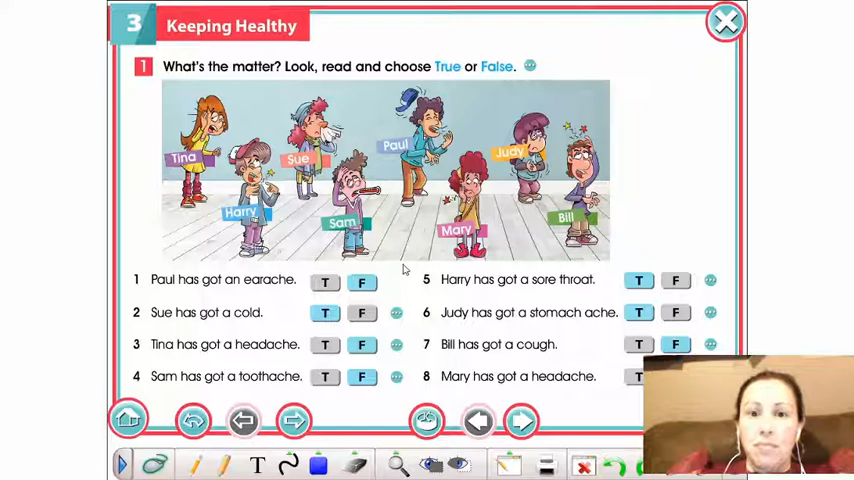 3 Keeping Healthy
1 What's the matter? Look, read and choose True or False.
Tina
Sue
Paul
Judy
Harry
Sam
Mary
Bill
1 Paul has got an earache. T F
2 Sue has got a cold. T F
3 Tina has got a headache. T F
4 Sam has got a toothache. T F
5 Harry has got a sore throat. T F
6 Judy has got a stomach ache. T F
7 Bill has got a cough. T F
8 Mary has got a headache. T
T